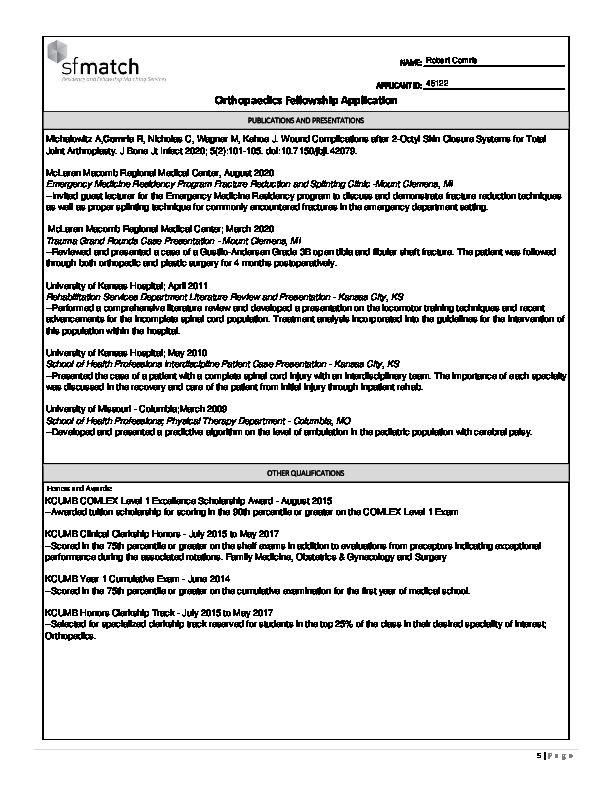 sfmatch
Residency and Fellowship Matching Services
NAME: Robert Comrie
APPLICANT ID: 46122
Orthopaedics Fellowship Application
PUBLICATIONS AND PRESENTATIONS
Michalowitz A,Comrie R, Nicholas C, Wagner M, Kehoe J. Wound Complications after 2-Octyl Skin Closure Systems for Total
Joint Arthroplasty. J Bone Jt Infect 2020; 5(2):101-105. doi:10.7150/jbji.42079.
McLaren Macomb Regional Medical Center, August 2020
Emergency Medicine Residency Program Fracture Reduction and Splinting Clinic -Mount Clemens, MI
--Invited guest lecturer for the Emergency Medicine Residency program to discuss and demonstrate fracture reduction techniques
as well as proper splinting technique for commonly encountered fractures in the emergency department setting.
McLaren Macomb Regional Medical Center; March 2020
Trauma Grand Rounds Case Presentation - Mount Clemens, MI
--Reviewed and presented a case of a Gustilo-Andersen Grade 3B open tibia and fibular shaft fracture. The patient was followed
through both orthopedic and plastic surgery for 4 months postoperatively.
University of Kansas Hospital; April 2011
Rehabilitation Services Department Literature Review and Presentation - Kansas City, KS
--Performed a comprehensive literature review and developed a presentation on the locomotor training techniques and recent
advancements for the incomplete spinal cord population. Treatment analysis incorporated into the guidelines for the intervention of
this population within the hospital.
University of Kansas Hospital; May 2010
School of Health Professions Interdiscipline Patient Case Presentation - Kansas City, KS
--Presented the case of a patient with a complete spinal cord injury with an interdisciplinary team. The importance of each specialty
was discussed in the recovery and care of the patient from initial injury through inpatient rehab.
University of Missouri - Columbia;March 2009
School of Health Professions; Physical Therapy Department - Columbia, MO
--Developed and presented a predictive algorithm on the level of ambulation in the pediatric population with cerebral palsy.
OTHER QUALIFICATIONS
Honors and Awards:
KCUMB COMLEX Level 1 Excellence Scholarship Award - August 2015
--Awarded tuition scholarship for scoring in the 90th percentile or greater on the COMLEX Level 1 Exam
KCUMB Clinical Clerkship Honors - July 2015 to May 2017
--Scored in the 75th percentile or greater on the shelf exams in addition to evaluations from preceptors indicating exceptional
performance during the associated rotations. Family Medicine, Obstetrics & Gynecology and Surgery
KCUMB Year 1 Cumulative Exam - June 2014
--Scored in the 75th percentile or greater on the cumulative examination for the first year of medical school.
KCUMB Honors Clerkship Track - July 2015 to May 2017
--Selected for specialized clerkship track reserved for students in the top 25% of the class in their desired speciality of interest;
Orthopedics.
5 | Page